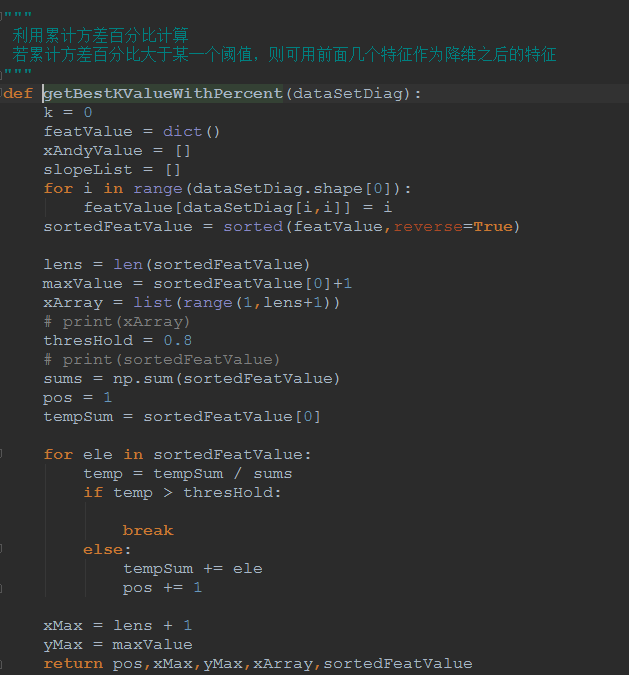 """
利用累计方差百分比计算
若累计方差百分比大于某一个阈值，则可用前面几个特征作为降维之后的特征
"""
def getBestKValueWithPercent(dataSetDiag):
    k = 0
    featValue = dict()
    xAndyValue = []
    slopeList = []
    for i in range(dataSetDiag.shape[0]):
        featValue[dataSetDiag[i,i]] = i
    sortedFeatValue = sorted(featValue,reverse=True)
    lens = len(sortedFeatValue)
    maxValue = sortedFeatValue[0]+1
    xArray = list(range(1,lens+1))
    # print(xArray)
    thresHold = 0.8
    # print(sortedFeatValue)
    sums = np.sum(sortedFeatValue)
    pos = 1
    tempSum = sortedFeatValue[0]
    for ele in sortedFeatValue:
        temp = tempSum / sums
        if temp > thresHold:
            break
        else:
            tempSum += ele
            pos += 1
    xMax = lens + 1
    yMax = maxValue
    return pos,xMax,yMax,xArray,sortedFeatValue